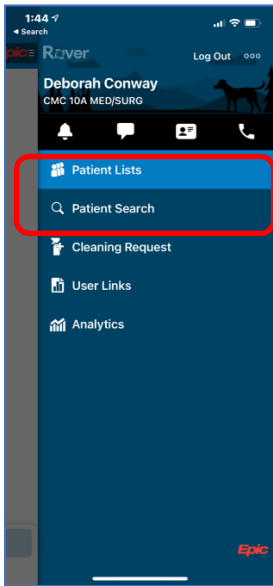 1:44
◂ Search
Epic
Rover
Log Out
Deborah Conway
CMC 10A MED/SURG
Patient Lists
Patient Search
Cleaning Request
User Links
Analytics
Epic